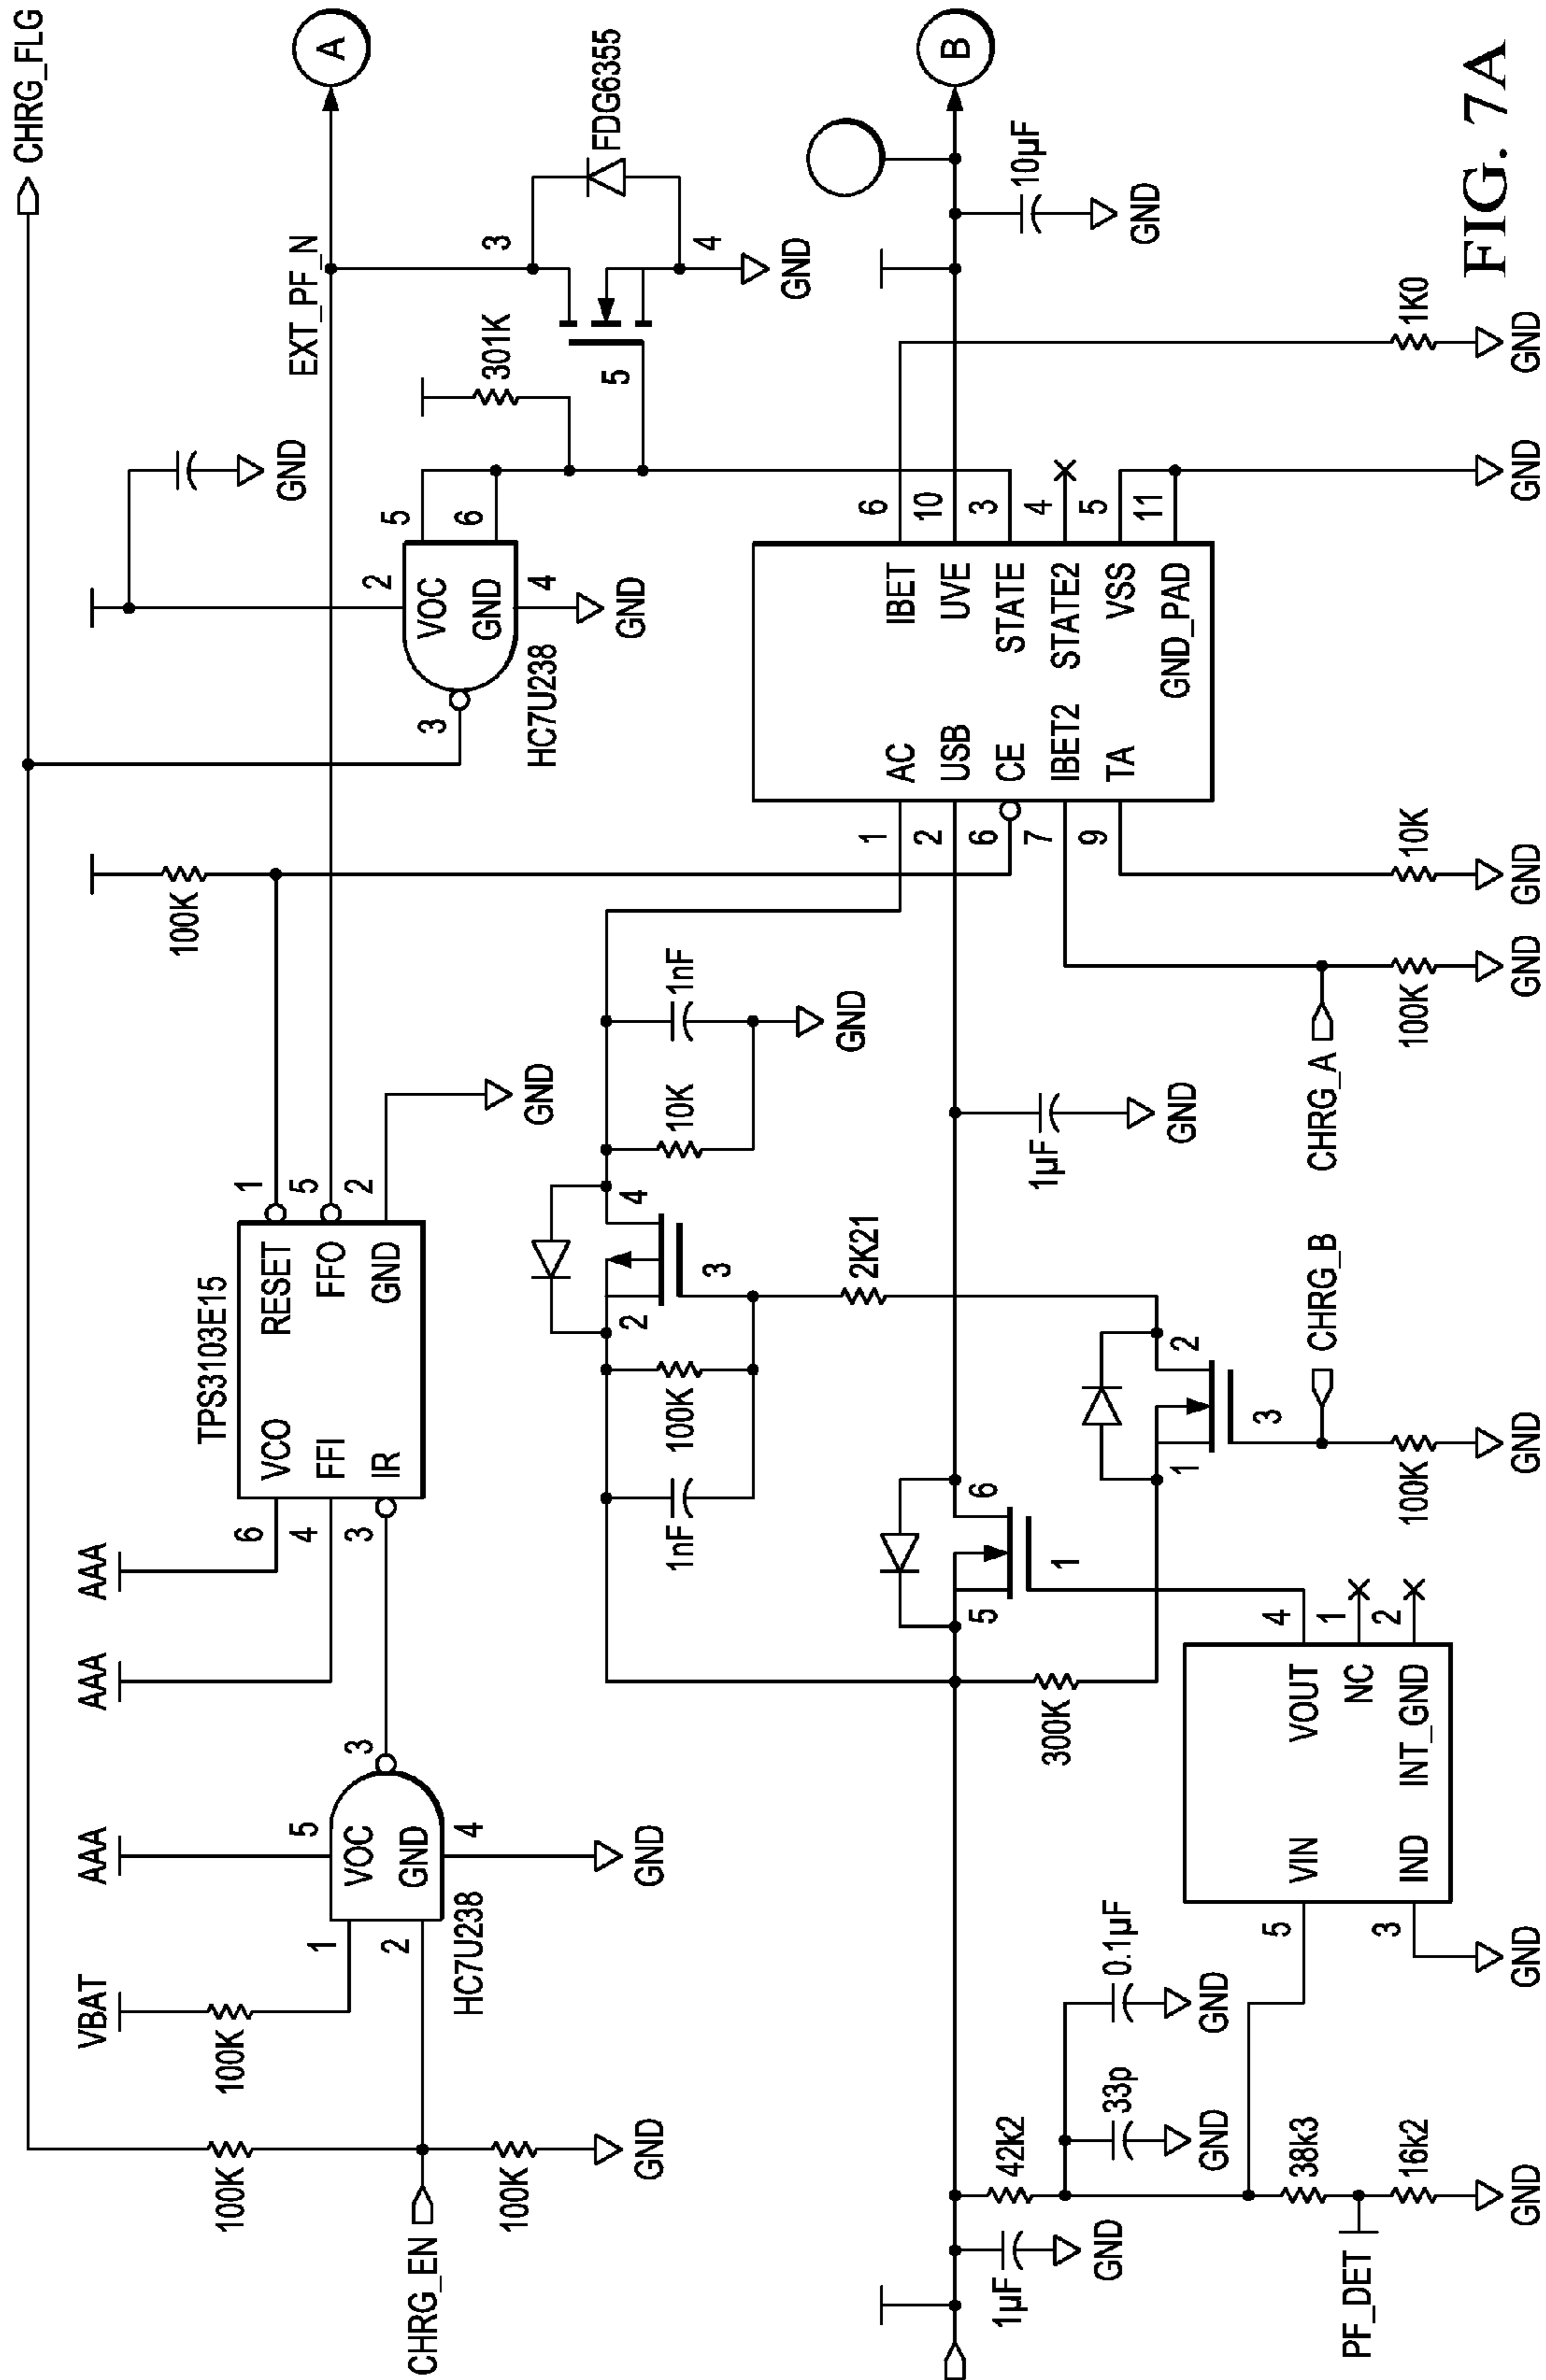 CHRG_FLG
A
EXT_PF_N
FDG6355
3
4
GND
5
301K
GND
2
5
6
VOC
GND
4
GND
3
HC7U238
100K
TPS3103E15
VCO
FFI
IR
RESET
FFO
GND
6
4
3
1
5
2
GND
AAA
AAA
AAA
5
VOC
GND
4
GND
3
1
2
HC7U238
VBAT
100K
100K
CHRG_EN
100K
GND
B
10µF
GND
1K0
GND
GND
6
10
3
4
5
11
IBET
UVE
STATE
STATE2
VSS
GND_PAD
AC
USB
CE
IBET2
TA
1
2
6
7
9
10K
GND
100K
GND
CHRG_A
1nF
GND
10K
4
2
3
100K
1nF
2K21
1µF
GND
6
5
1
2
1
3
CHRG_B
100K
GND
300K
4
1
2
VOUT
NC
INT_GND
VIN
IND
5
3
GND
0.1µF
GND
33p
GND
42k2
38k3
16k2
GND
PF_DET
1µF
GND
FIG. 7A